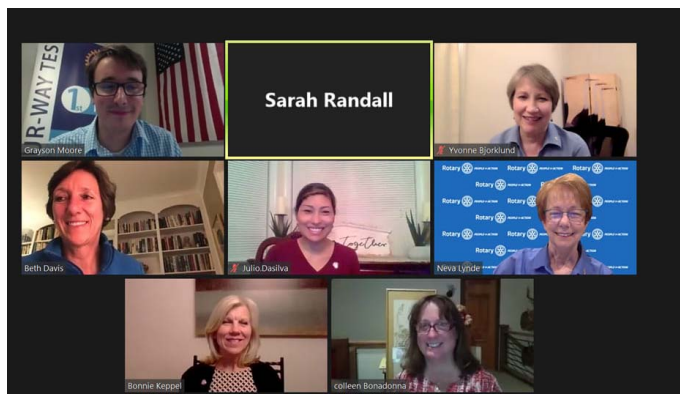 R-WAY TES
1st
Grayson Moore
Sarah Randall
Yvonne Bjorklund
Beth Davis
Together
Julio.Dasilva
Rotary PEOPLE of ACTION
Neva Lynde
Bonnie Keppel
colleen Bonadonna